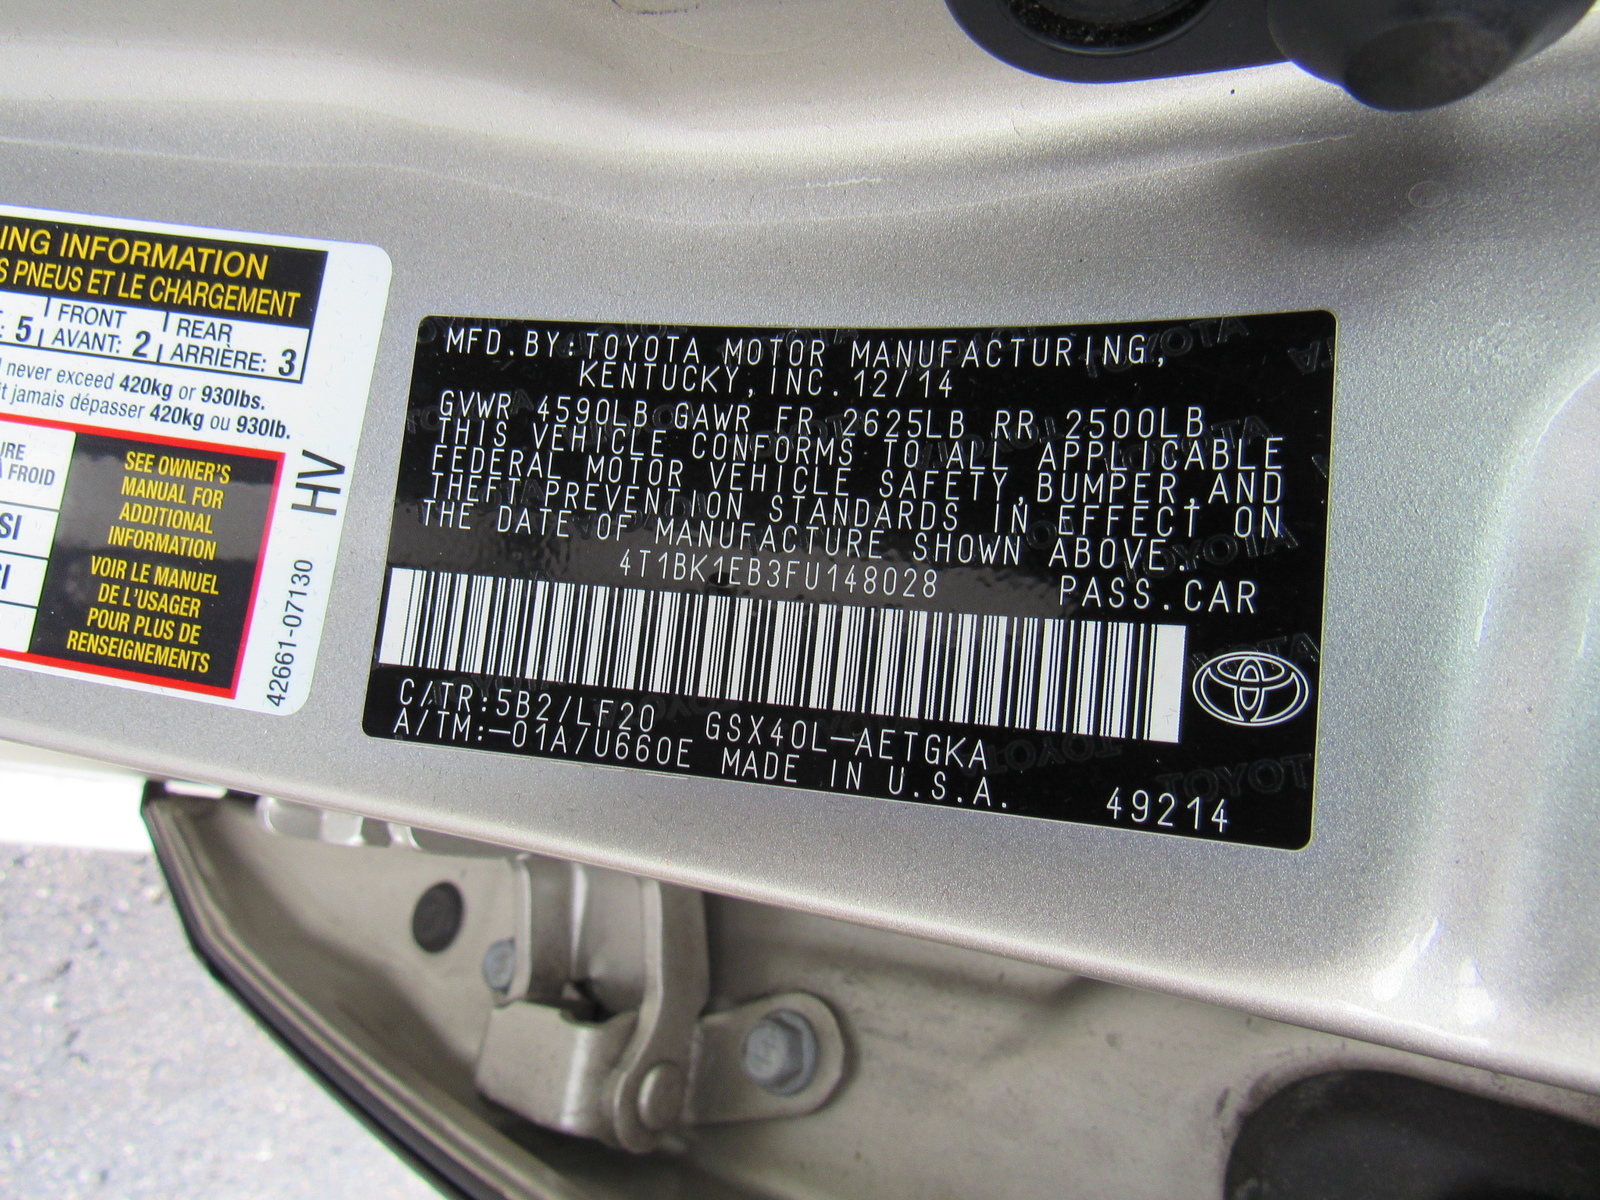 ING INFORMATION
S PNEUS ET LE CHARGEMENT
: 5 FRONT AVANT: 2 REAR ARRIÈRE: 3
never exceed 420kg or 930lbs.
it jamais dépasser 420kg ou 930lb.
URE
À FROID
SI
SEE OWNER'S
MANUAL FOR
ADDITIONAL
INFORMATION
VOIR LE MANUEL
DE L'USAGER
POUR PLUS DE
RENSEIGNEMENTS
HV
42661-07130
MFD.BY:TOYOTA MOTOR MANUFACTURING,
KENTUCKY,INC.12/14
GVWR 4590LB GAWR FR 2625LB RR 2500LB
THIS VEHICLE CONFORMS TO ALL APPLICABLE
FEDERAL MOTOR VEHICLE SAFETY,BUMPER,AND
THEFT PREVENTION STANDARDS IN EFFECT ON
THE DATE OF MANUFACTURE SHOWN ABOVE.
4T1BK1EB3FU148028 PASS.CAR
C/TR:5B2/LF20 GSX40L-AETGKA
A/TM:-01A/U660E MADE IN U.S.A.
49214